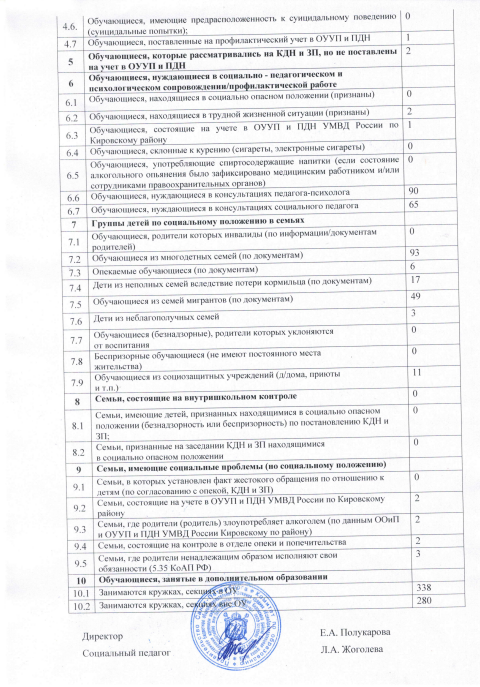 4.6. Обучающиеся, имеющие предрасположенность к суицидальному поведению 0
(суицидальные попытки);
4.7 Обучающиеся, поставленные на профилактический учет в ОУУП и ПДН 1
5 Обучающиеся, которые рассматривались на КДН и ЗП, но не поставлены 2
на учет в ОУУП и ПДН
6 Обучающиеся, нуждающиеся в социально - педагогическом и
психологическом сопровождении/профилактической работе
6.1 Обучающиеся, находящиеся в социально опасном положении (признаны) 0
6.2 Обучающиеся, находящиеся в трудной жизненной ситуации (признаны) 2
6.3 Обучающиеся, состоящие на учете в ОУУП и ПДН УМВД России по 1
Кировскому району
6.4 Обучающиеся, склонные к курению (сигареты, электронные сигареты) 0
6.5 Обучающиеся, употребляющие спиртосодержащие напитки (если состояние 0
алкогольного опьянения было зафиксировано медицинским работником и/или
сотрудниками правоохранительных органов)
6.6 Обучающиеся, нуждающиеся в консультациях педагога-психолога 90
6.7 Обучающиеся, нуждающиеся в консультациях социального педагога 65
7 Группы детей по социальному положению в семьях
7.1 Обучающиеся, родители которых инвалиды (по информации/документам 0
родителей)
7.2 Обучающиеся из многодетных семей (по документам) 93
7.3 Опекаемые обучающиеся (по документам) 6
7.4 Дети из неполных семей вследствие потери кормильца (по документам) 17
7.5 Обучающиеся из семей мигрантов (по документам) 49
7.6 Дети из неблагополучных семей 3
7.7 Обучающиеся (безнадзорные), родители которых уклоняются 0
от воспитания
7.8 Беспризорные обучающиеся (не имеют постоянного места 0
жительства)
7.9 Обучающиеся из социозащитных учреждений (д/дома, приюты 11
и т.п.)
8 Семьи, состоящие на внутришкольном контроле 0
8.1 Семьи, имеющие детей, признанных находящимися в социально опасном 0
положении (безнадзорность или беспризорность) по постановлению КДН и
ЗП;
8.2 Семьи, признанные на заседании КДН и ЗП находящимися 0
в социально опасном положении
9 Семьи, имеющие социальные проблемы (по социальному положению)
9.1 Семьи, в которых установлен факт жестокого обращения по отношению к 0
детям (по согласованию с опекой, КДН и ЗП)
9.2 Семьи, состоящие на учете в ОУУП и ПДН УМВД России по Кировскому 2
району
9.3 Семьи, где родители (родитель) злоупотребляет алкоголем (по данным ООиП 2
и ОУУП и ПДН УМВД России Кировскому по району)
9.4 Семьи, состоящие на контроле в отделе опеки и попечительства 2
9.5 Семьи, где родители ненадлежащим образом исполняют свои 3
обязанности (5.35 КоАП РФ)
10 Обучающиеся, занятые в дополнительном образовании
10.1 Занимаются кружках, секциях в ОУ 338
10.2 Занимаются кружках, секциях вне ОУ 280
Директор Е.А. Полукарова
Социальный педагог Л.А. Жоголева